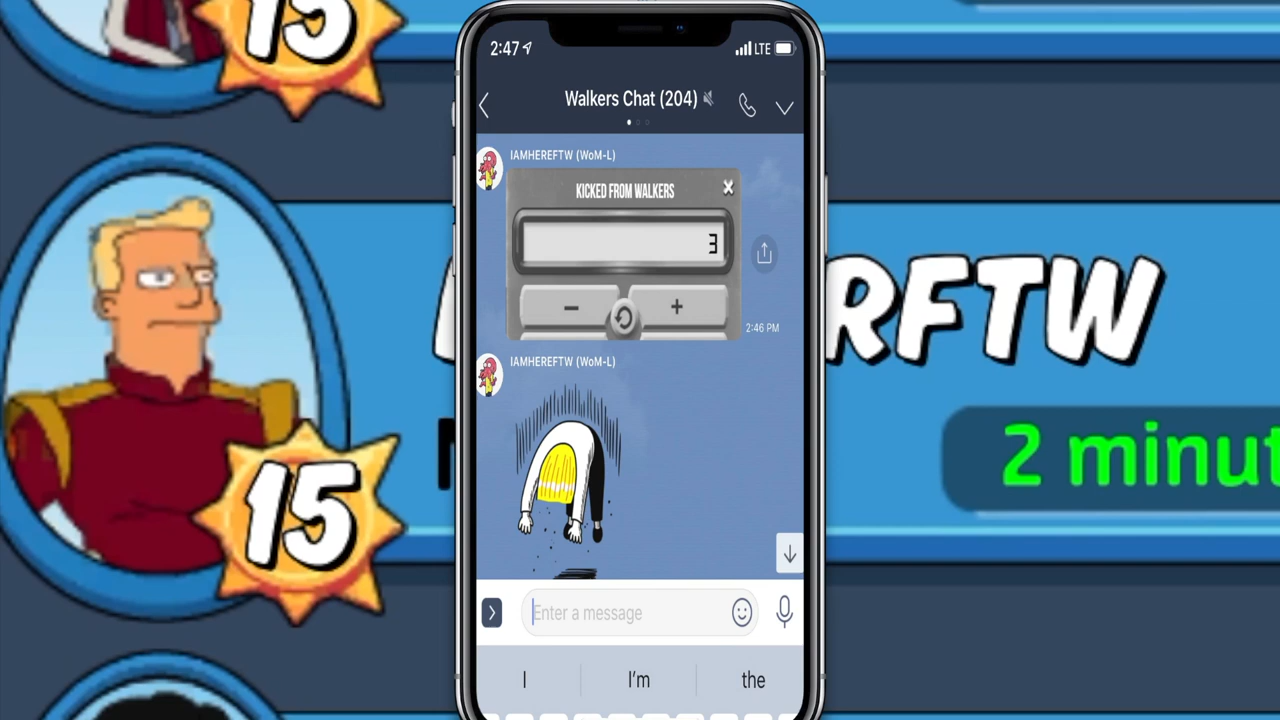 15
2:47
LTE
Walkers Chat (204)
IAMHEREFTW (WoM-L)
KICKED FROM WALKERS
3
2:46 PM
IAMHEREFTW (WoM-L)
RFTW
2 minut
15
Enter a message
I
I'm
the